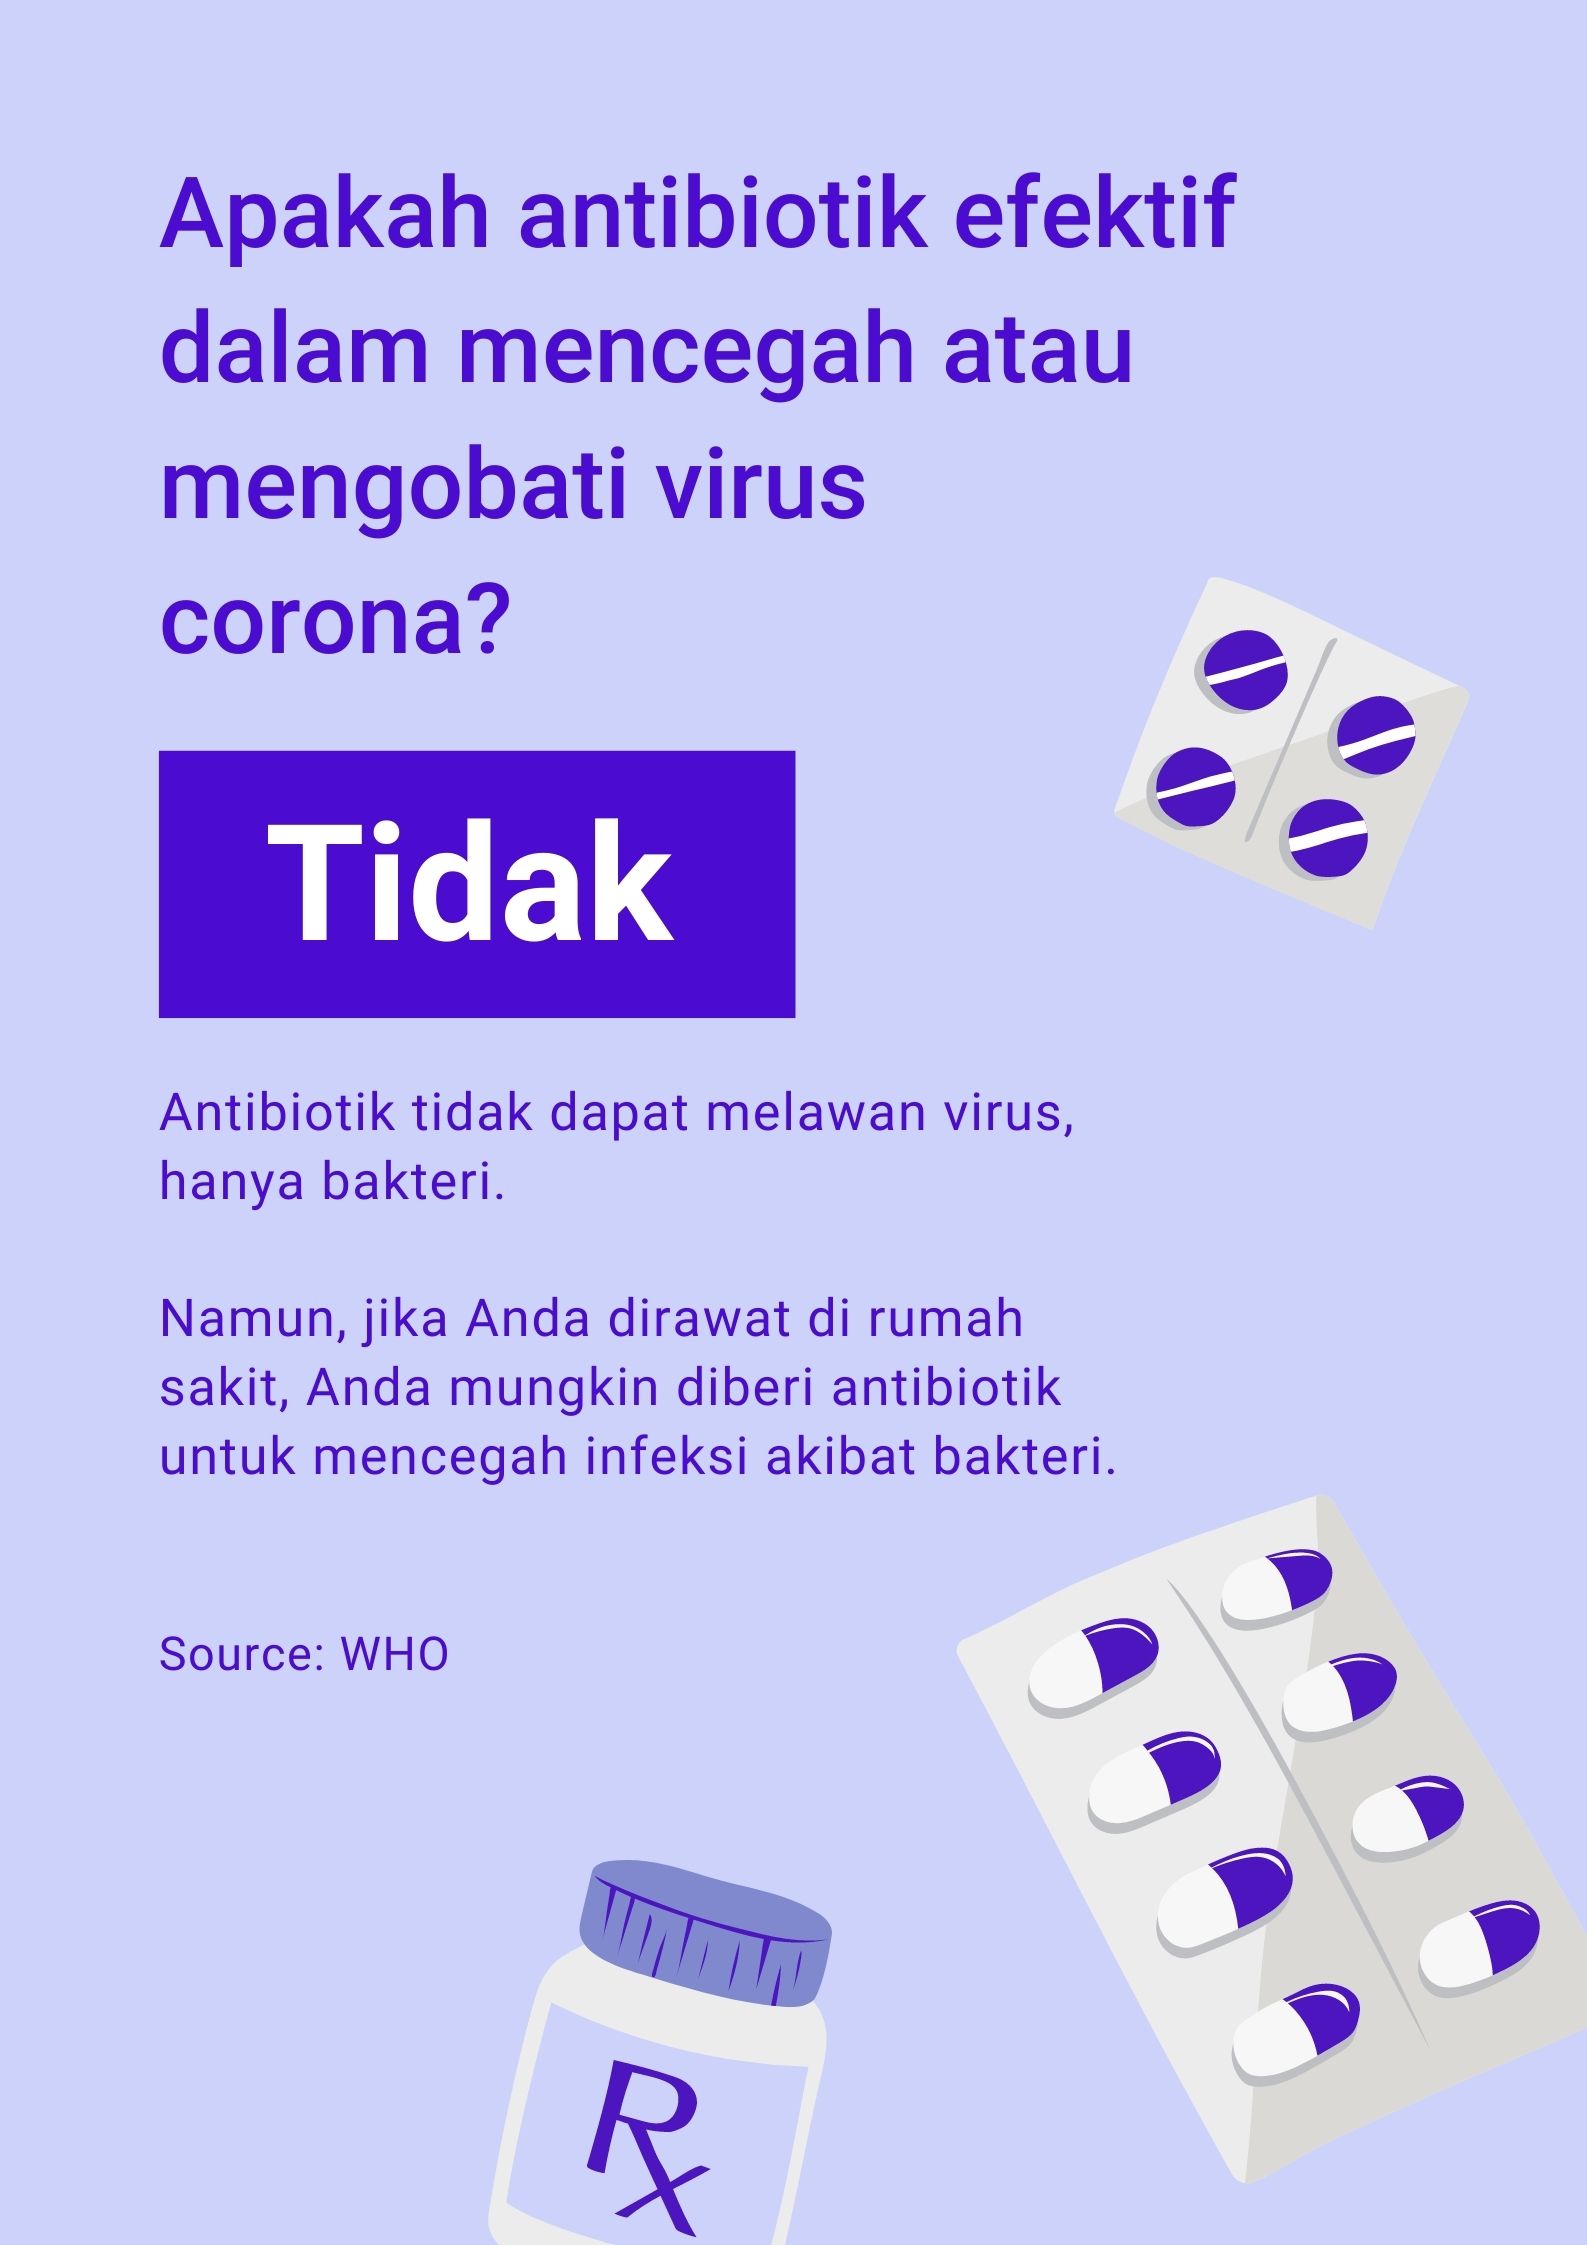 Apakah antibiotik efektif
dalam mencegah atau
mengobati virus
corona?
Tidak
Antibiotik tidak dapat melawan virus,
hanya bakteri.
Namun, jika Anda dirawat di rumah
sakit, Anda mungkin diberi antibiotik
untuk mencegah infeksi akibat bakteri.
Source: WHO
Rx